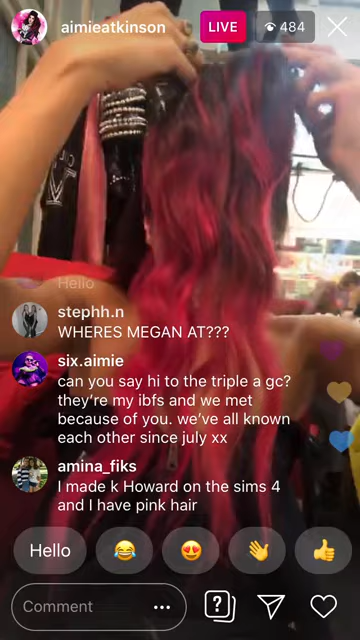 aimieatkinson
LIVE
484
Hello
stephh.n
WHERES MEGAN AT???
six.aimie
can you say hi to the triple a gc?
they're my ibfs and we met
because of you. we've all known
each other since july xx
amina_fiks
I made k Howard on the sims 4
and I have pink hair
Hello
Comment